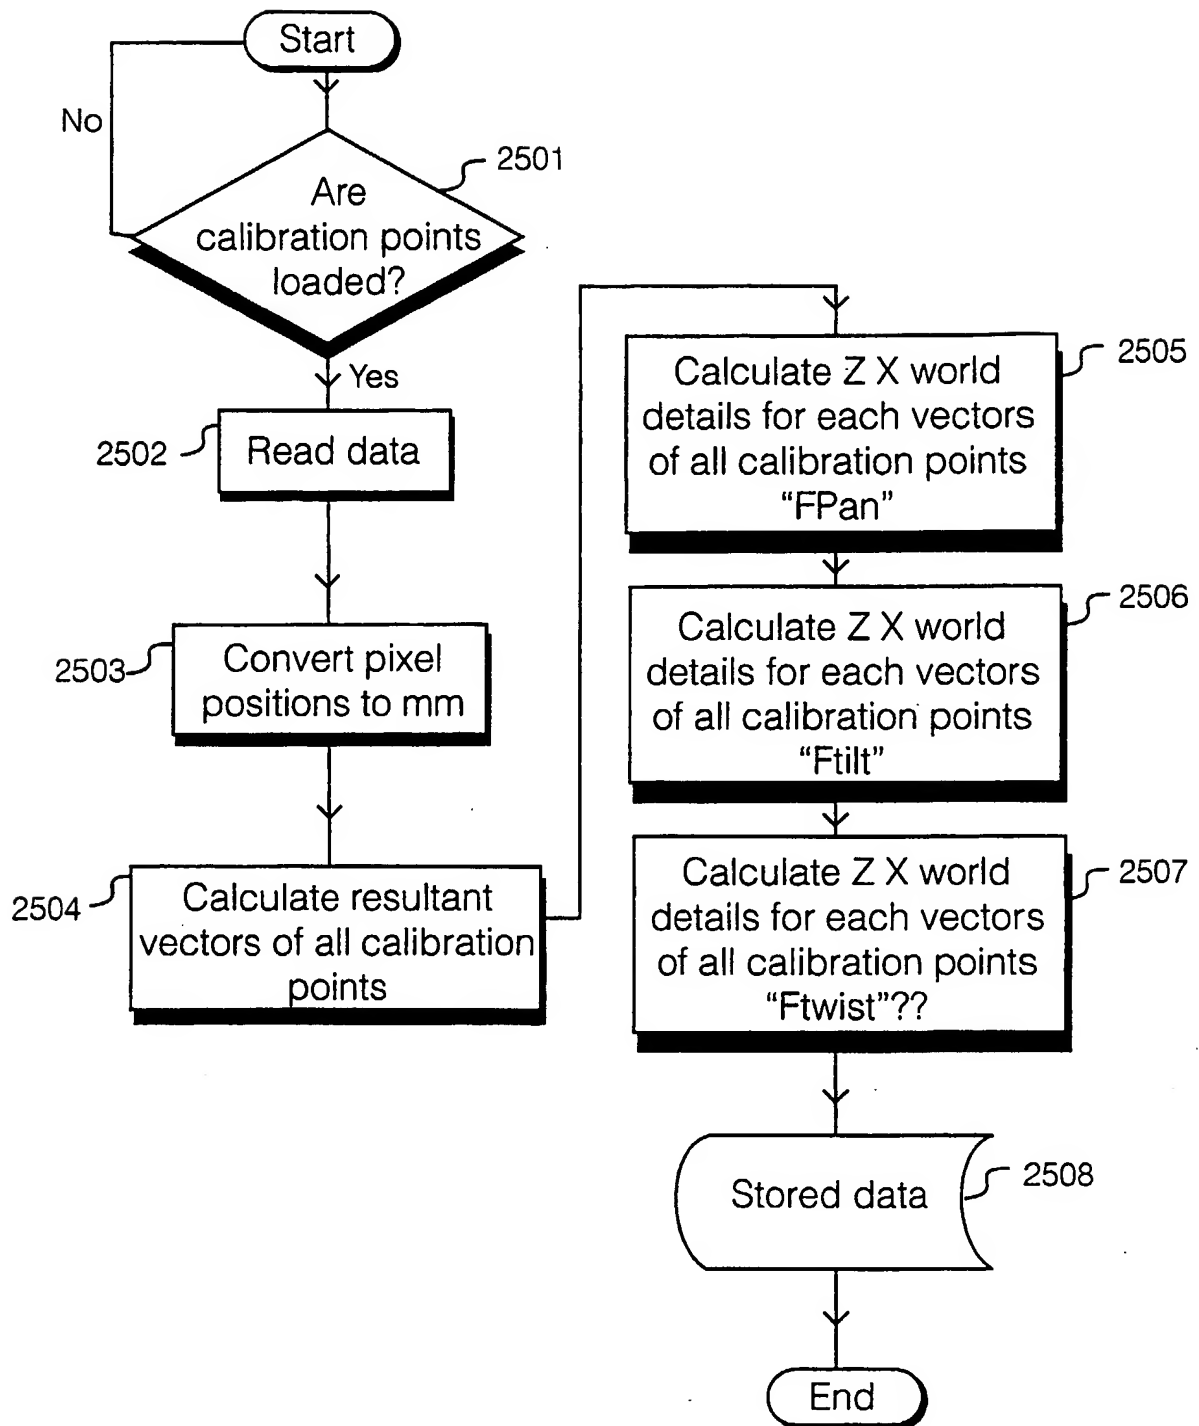 Start
No
2501
Are
calibration points
loaded?
Yes
2502
Read data
2503
Convert pixel
positions to mm
2504
Calculate resultant
vectors of all calibration
points
2505
Calculate Z X world
details for each vectors
of all calibration points
“FPan”
2506
Calculate Z X world
details for each vectors
of all calibration points
“Ftilt”
2507
Calculate Z X world
details for each vectors
of all calibration points
“Ftwist”??
Stored data
2508
End